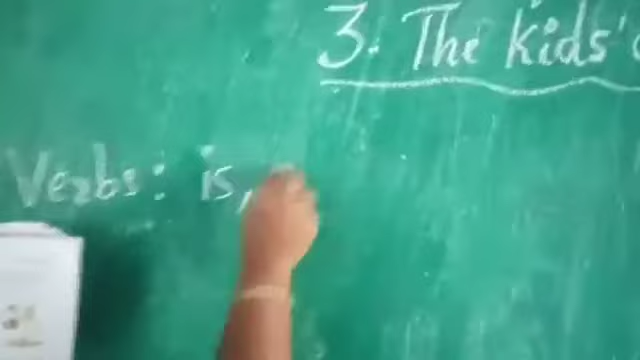 3. The kids'
Verbs: is,